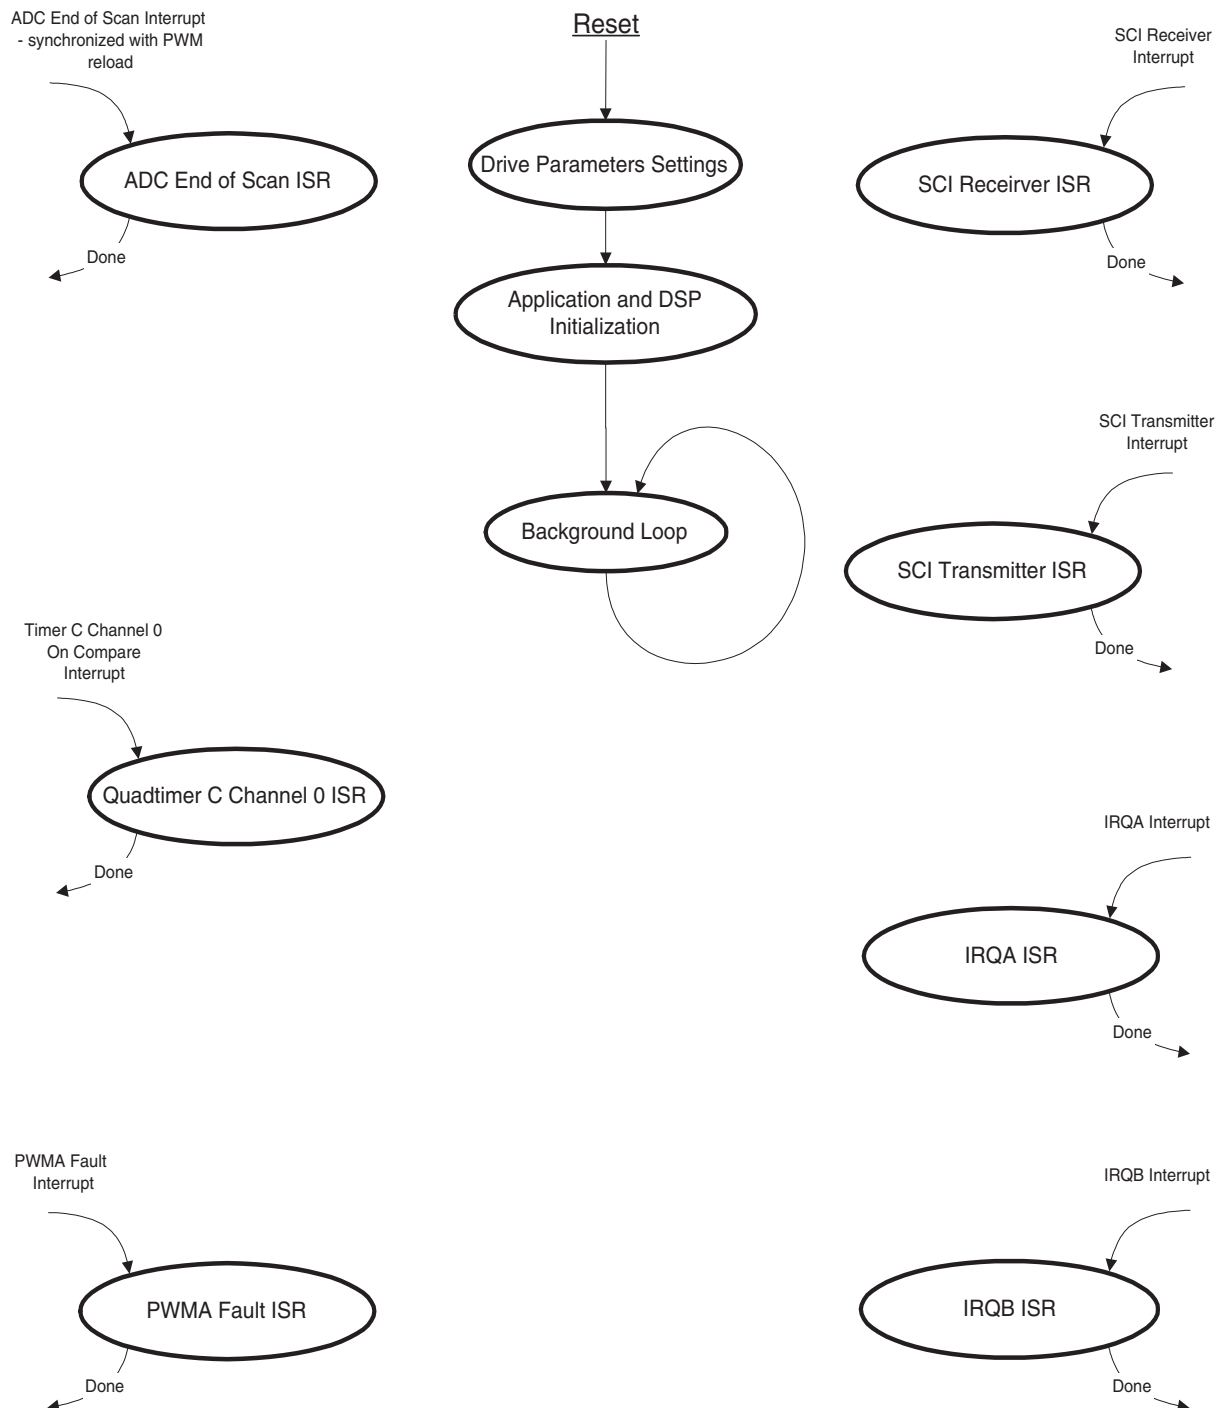 ADC End of Scan Interrupt
- synchronized with PWM
reload
ADC End of Scan ISR
Done
Reset
Drive Parameters Settings
Application and DSP
Initialization
Background Loop
SCI Receiver
Interrupt
SCI Receirver ISR
Done
SCI Transmitter
Interrupt
SCI Transmitter ISR
Done
Timer C Channel 0
On Compare
Interrupt
Quadtimer C Channel 0 ISR
Done
IRQA Interrupt
IRQA ISR
Done
PWMA Fault
Interrupt
PWMA Fault ISR
Done
IRQB Interrupt
IRQB ISR
Done